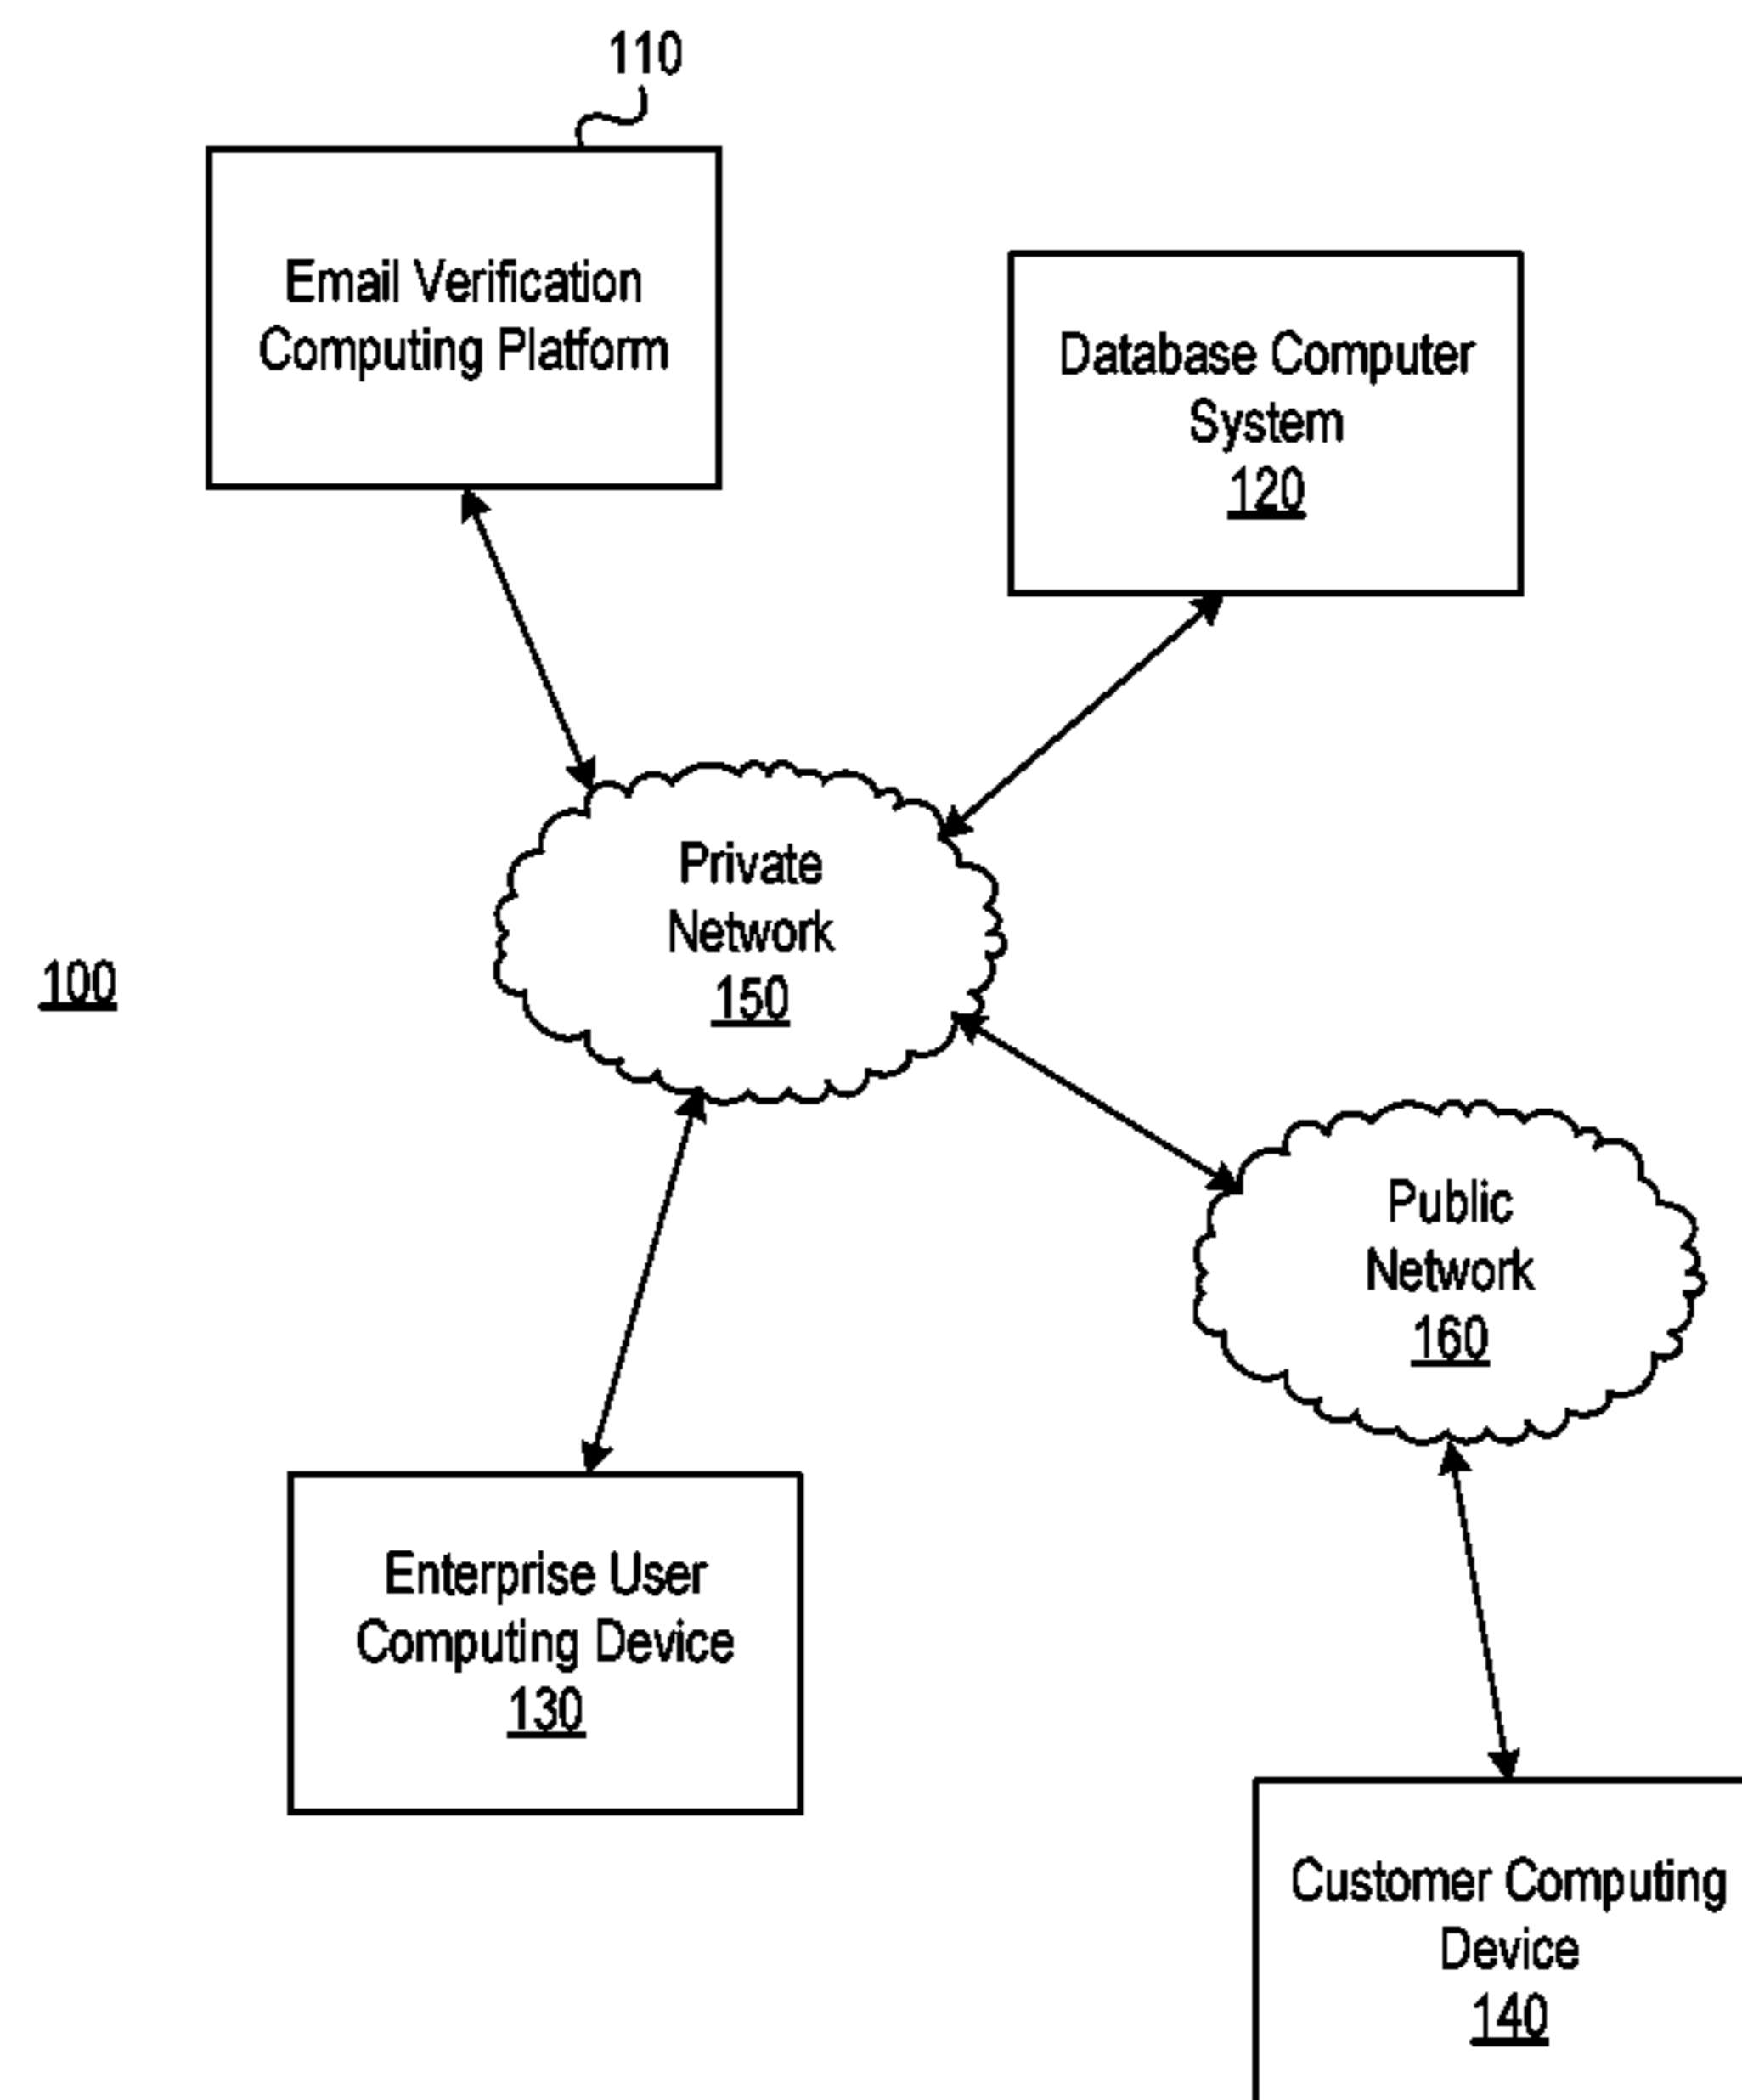 110
Email Verification
Computing Platform
Database Computer
System
120
Private
Network
150
100
Public
Network
160
Enterprise User
Computing Device
130
Customer Computing
Device
140